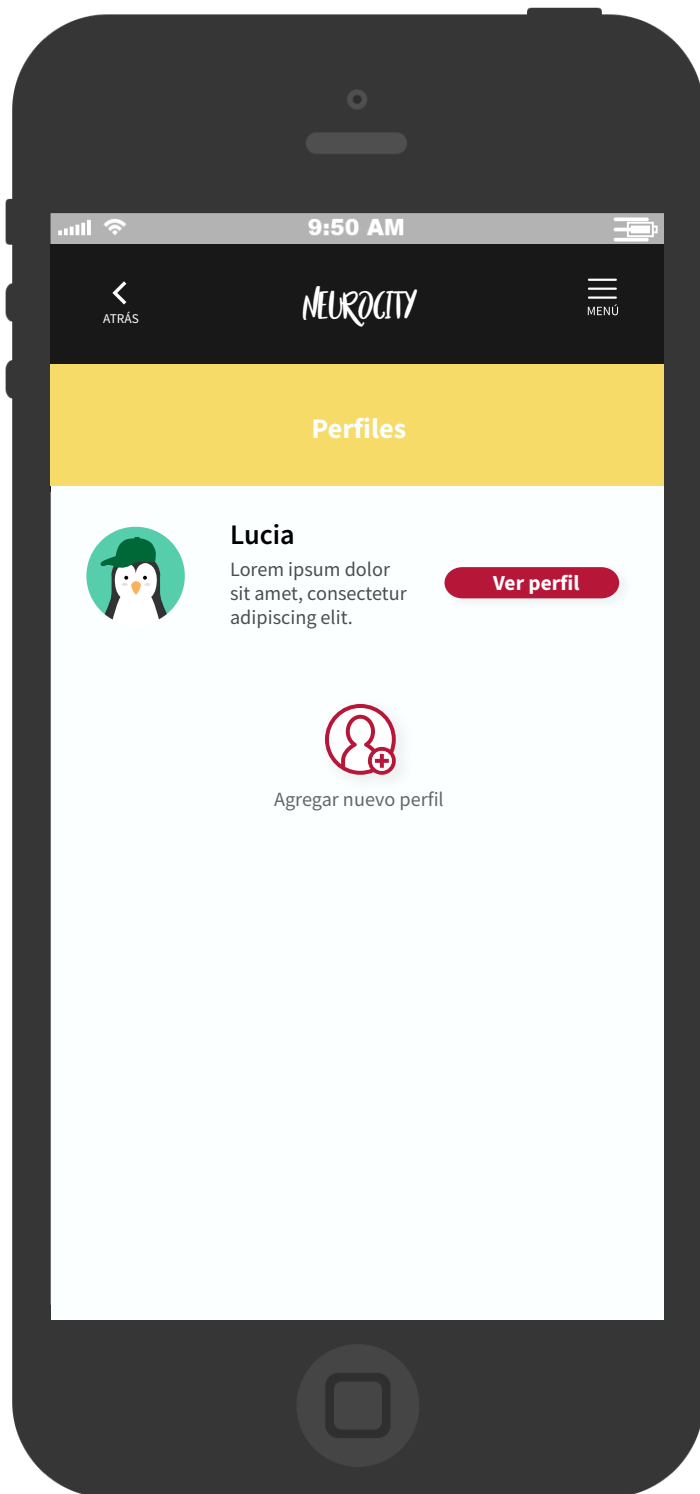 9:50 AM
ATRÁS
NEUROCITY
MENÚ
Perfiles
Lucia
Lorem ipsum dolor
sit amet, consectetur
adipiscing elit.
Ver perfil
Agregar nuevo perfil